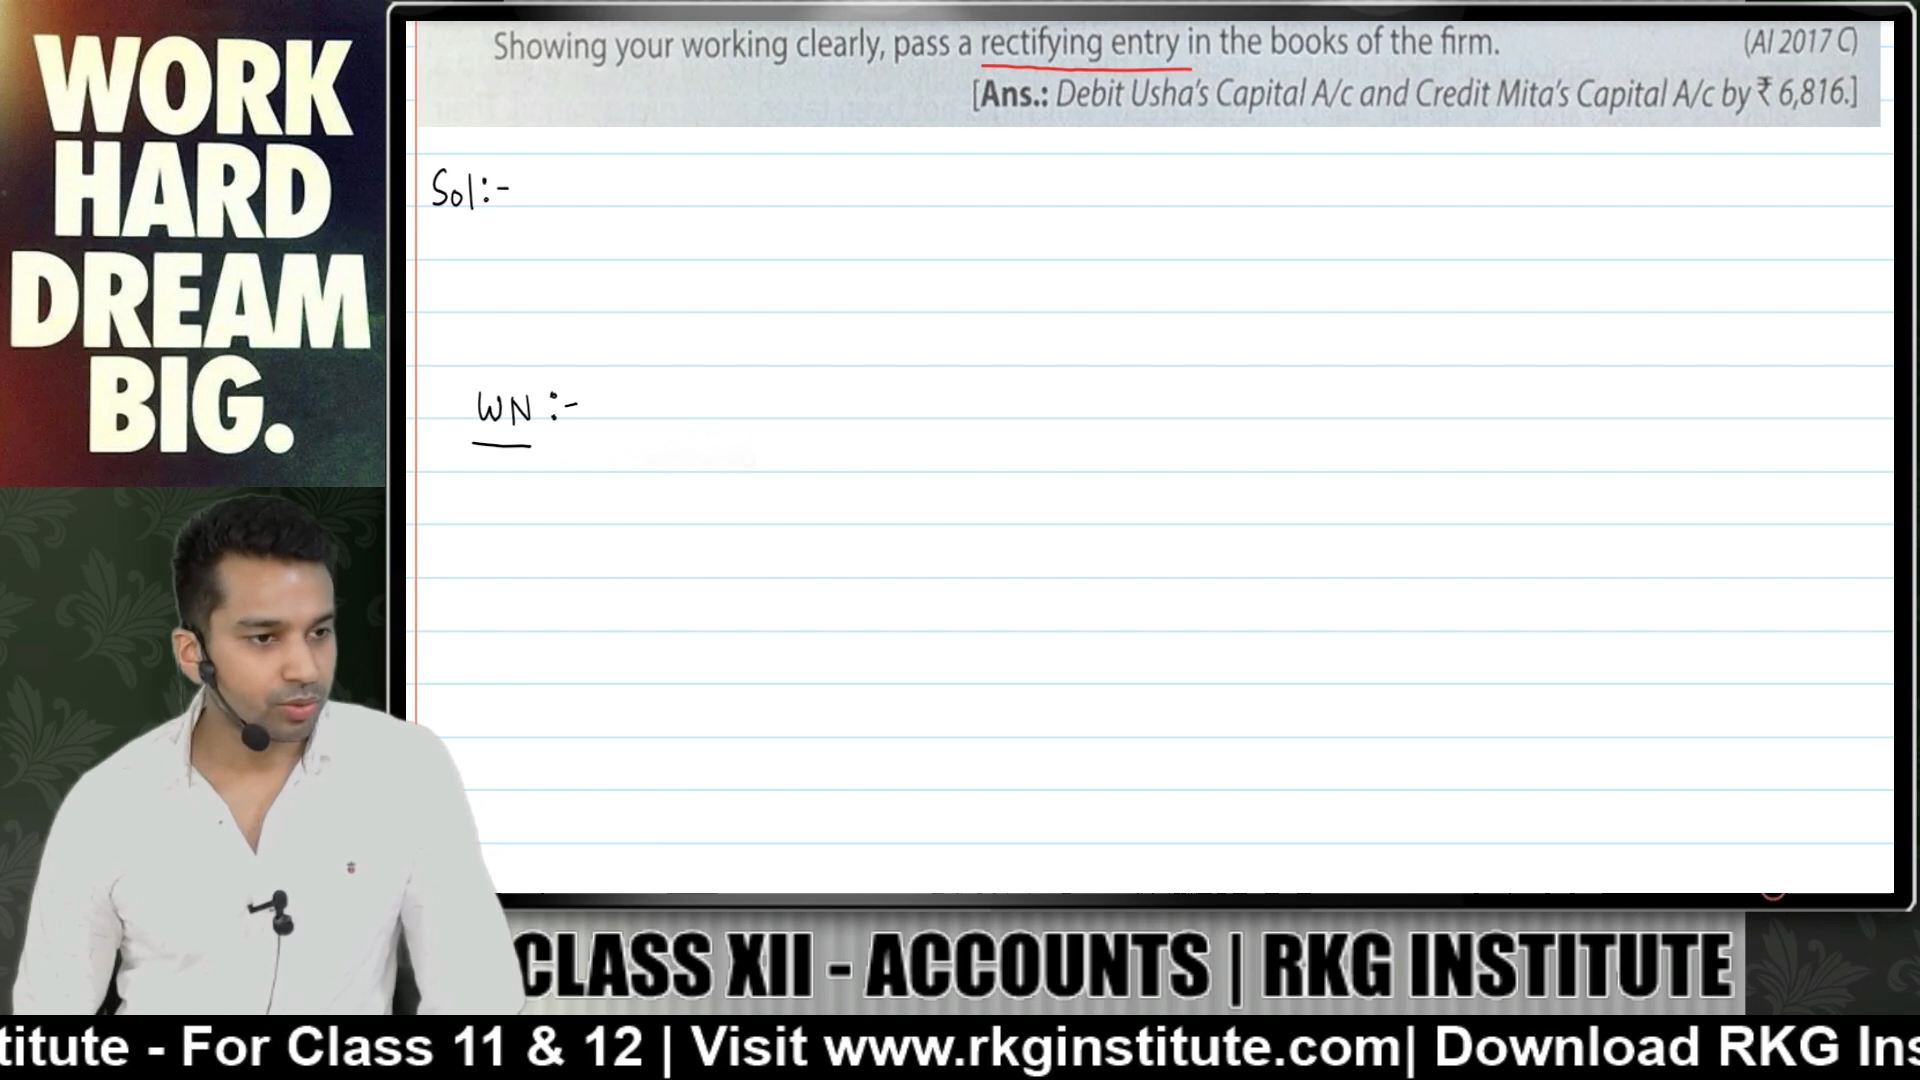 WORK
HARD
DREAM
BIG.
Showing your working clearly, pass a rectifying entry in the books of the firm. (AI 2017 C)
[Ans.: Debit Usha's Capital A/c and Credit Mita's Capital A/c by ₹ 6,816.]
Sol:-
WN :-
CLASS XII - ACCOUNTS | RKG INSTITUTE
titute - For Class 11 & 12 | Visit www.rkginstitute.com| Download RKG Ins